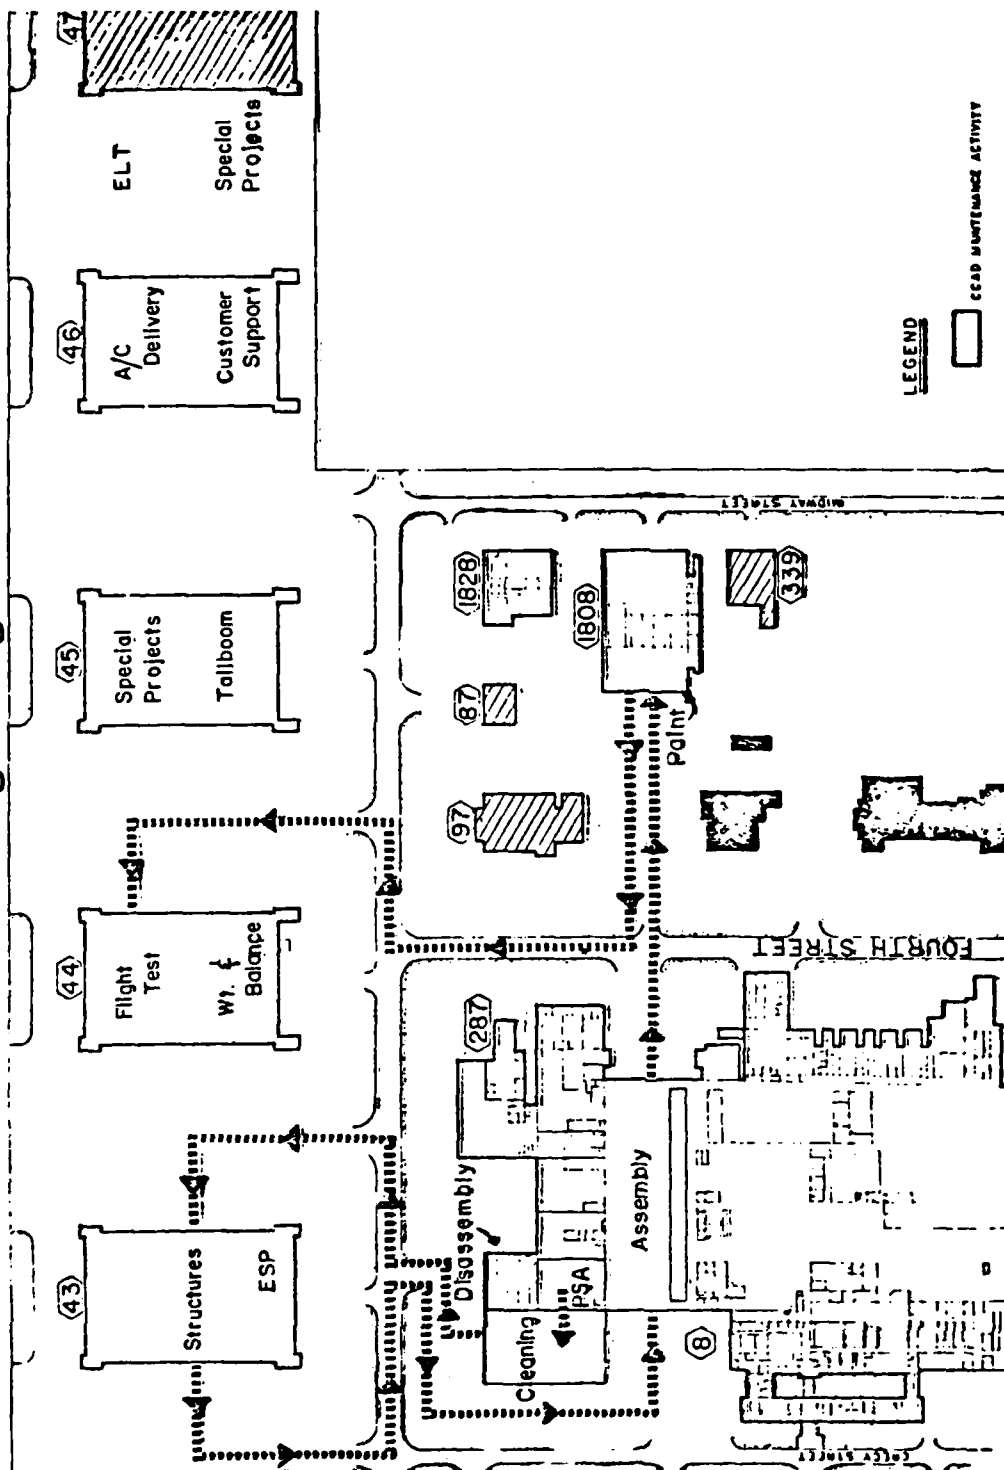 47
ELT
Special
Projects
46
A/C
Delivery
Customer
Support
45
Special
Projects
Tailboom
44
Flight
Test
Wt. &
Balance
43
Structures
ESP
1828
1808
339
87
97
Paint
MIDWAY STREET
FOURTH STREET
287
Disassembly
Assembly
PSA
Cleaning
8
LEGEND
CCAD MAINTENANCE ACTIVITY